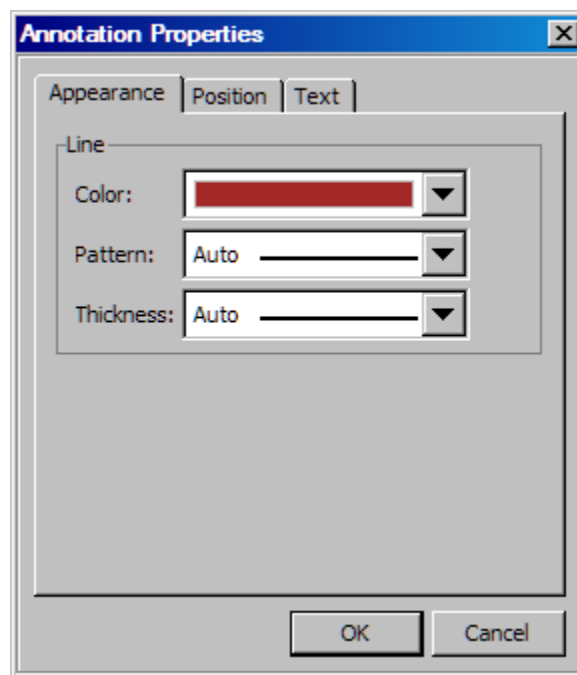 Annotation Properties
Appearance Position Text
Line
Color:
Pattern: Auto
Thickness: Auto
OK Cancel